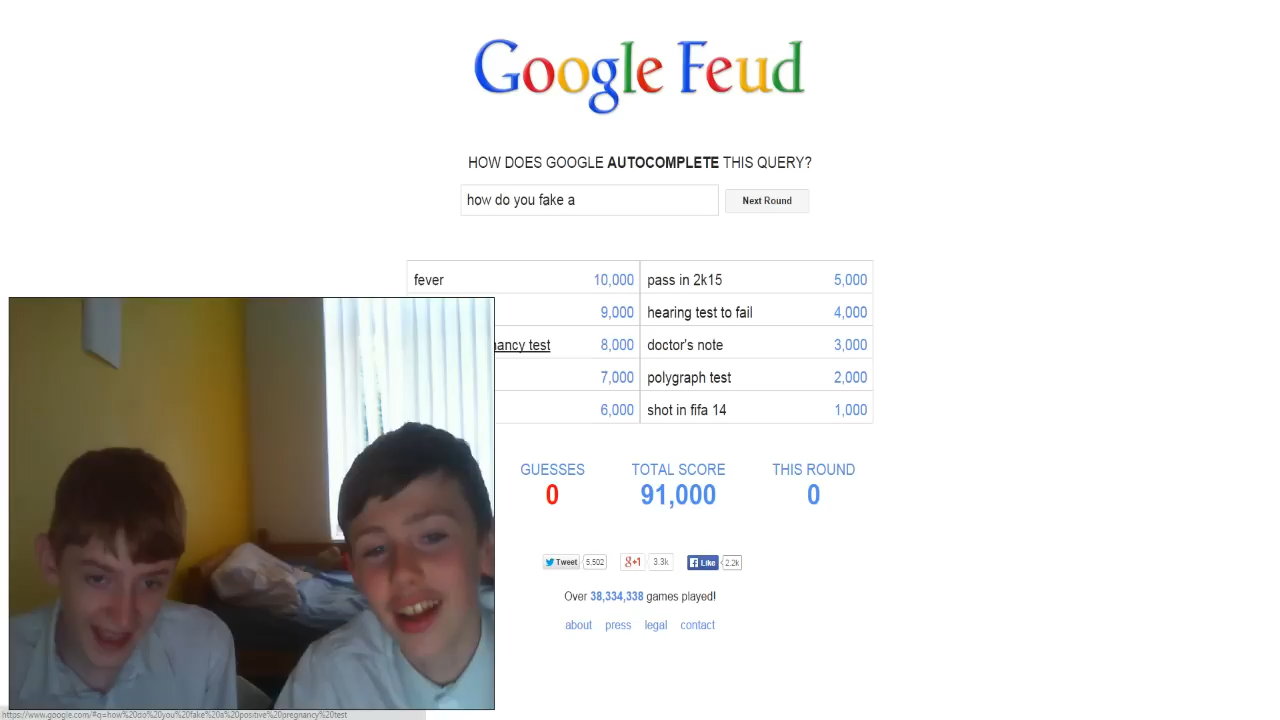 Google Feud
HOW DOES GOOGLE AUTOCOMPLETE THIS QUERY?
how do you fake a
Next Round
fever 10,000 pass in 2k15 5,000
9,000 hearing test to fail 4,000
ancy test 8,000 doctor's note 3,000
7,000 polygraph test 2,000
6,000 shot in fifa 14 1,000
GUESSES TOTAL SCORE THIS ROUND
0 91,000 0
Tweet 5,502 g+1 3.3k Like 2.2k
Over 38,334,338 games played!
about press legal contact
https://www.google.com/#q=how%20do%20you%20fake%20a%20positive%20pregnancy%20test